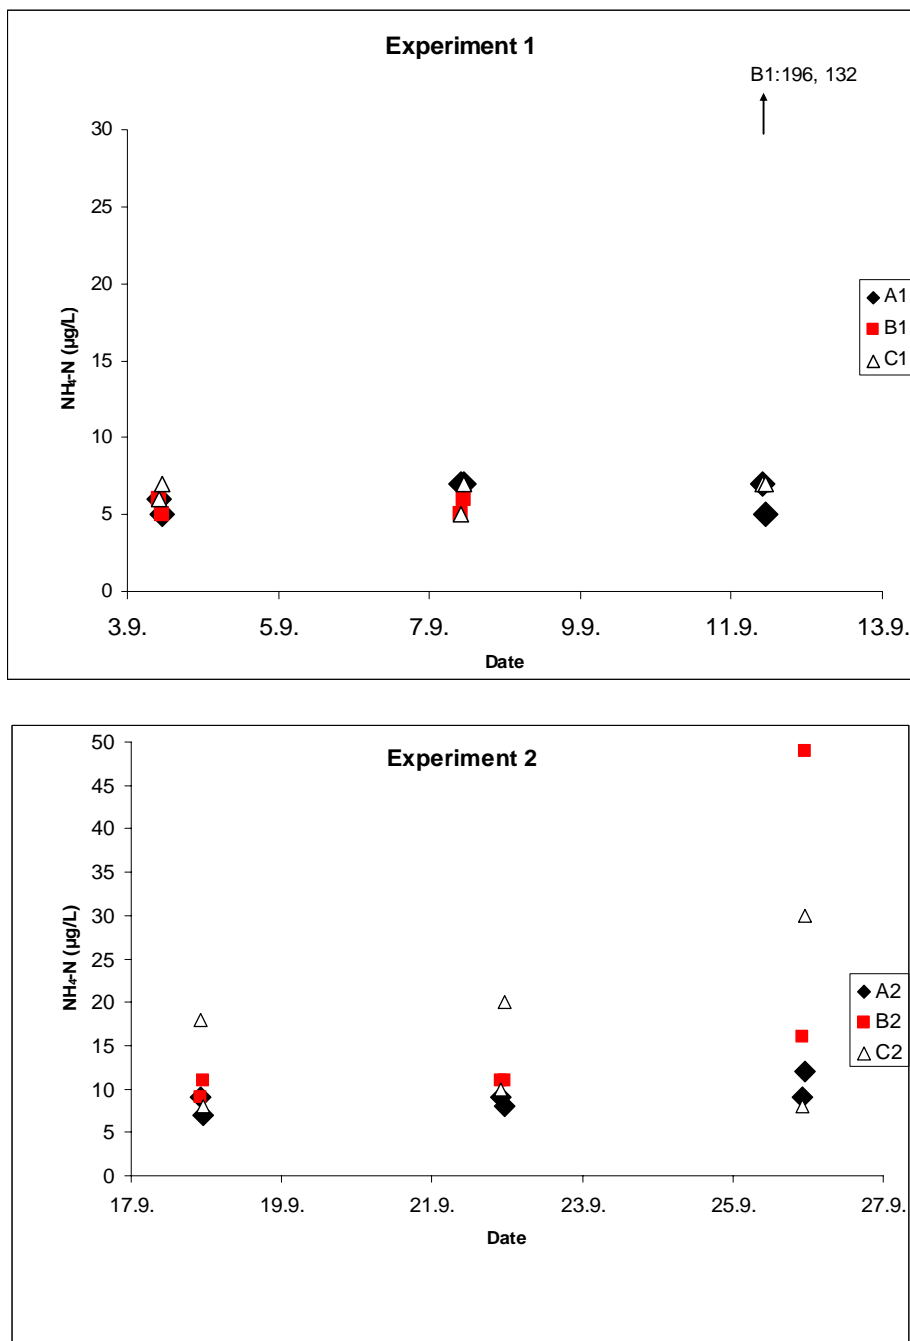 Experiment 1
B1:196, 132
30
25
20
15
10
5
0
NH₄-N (µg/L)
A1
B1
C1
3.9. 5.9. 7.9. 9.9. 11.9. 13.9.
Date
Experiment 2
50
45
40
35
30
25
20
15
10
5
0
NH₄-N (µg/L)
A2
B2
C2
17.9. 19.9. 21.9. 23.9. 25.9. 27.9.
Date